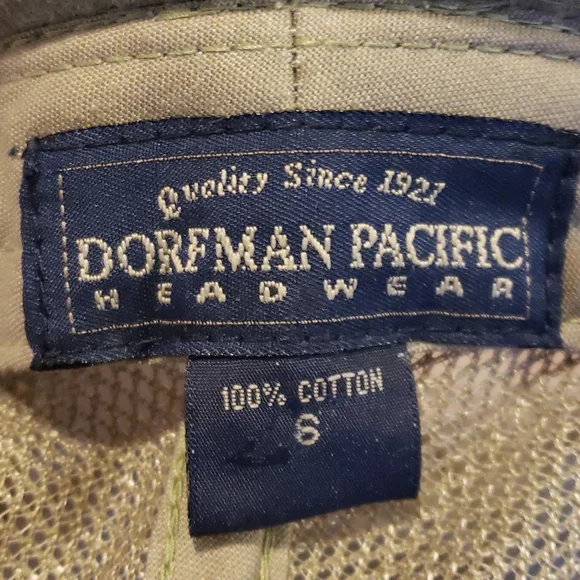 Quality Since 1921
DORFMAN PACIFIC
HEADWEAR
100% COTTON
6